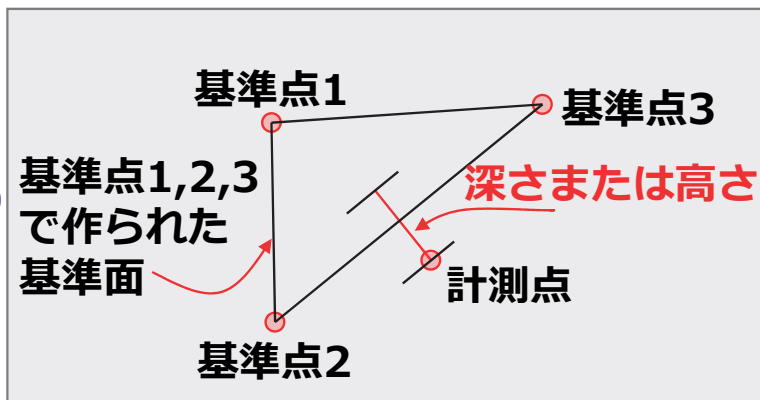 基準点1
基準点3
基準点1,2,3
で作られた
基準面
深さまたは高さ
計測点
基準点2